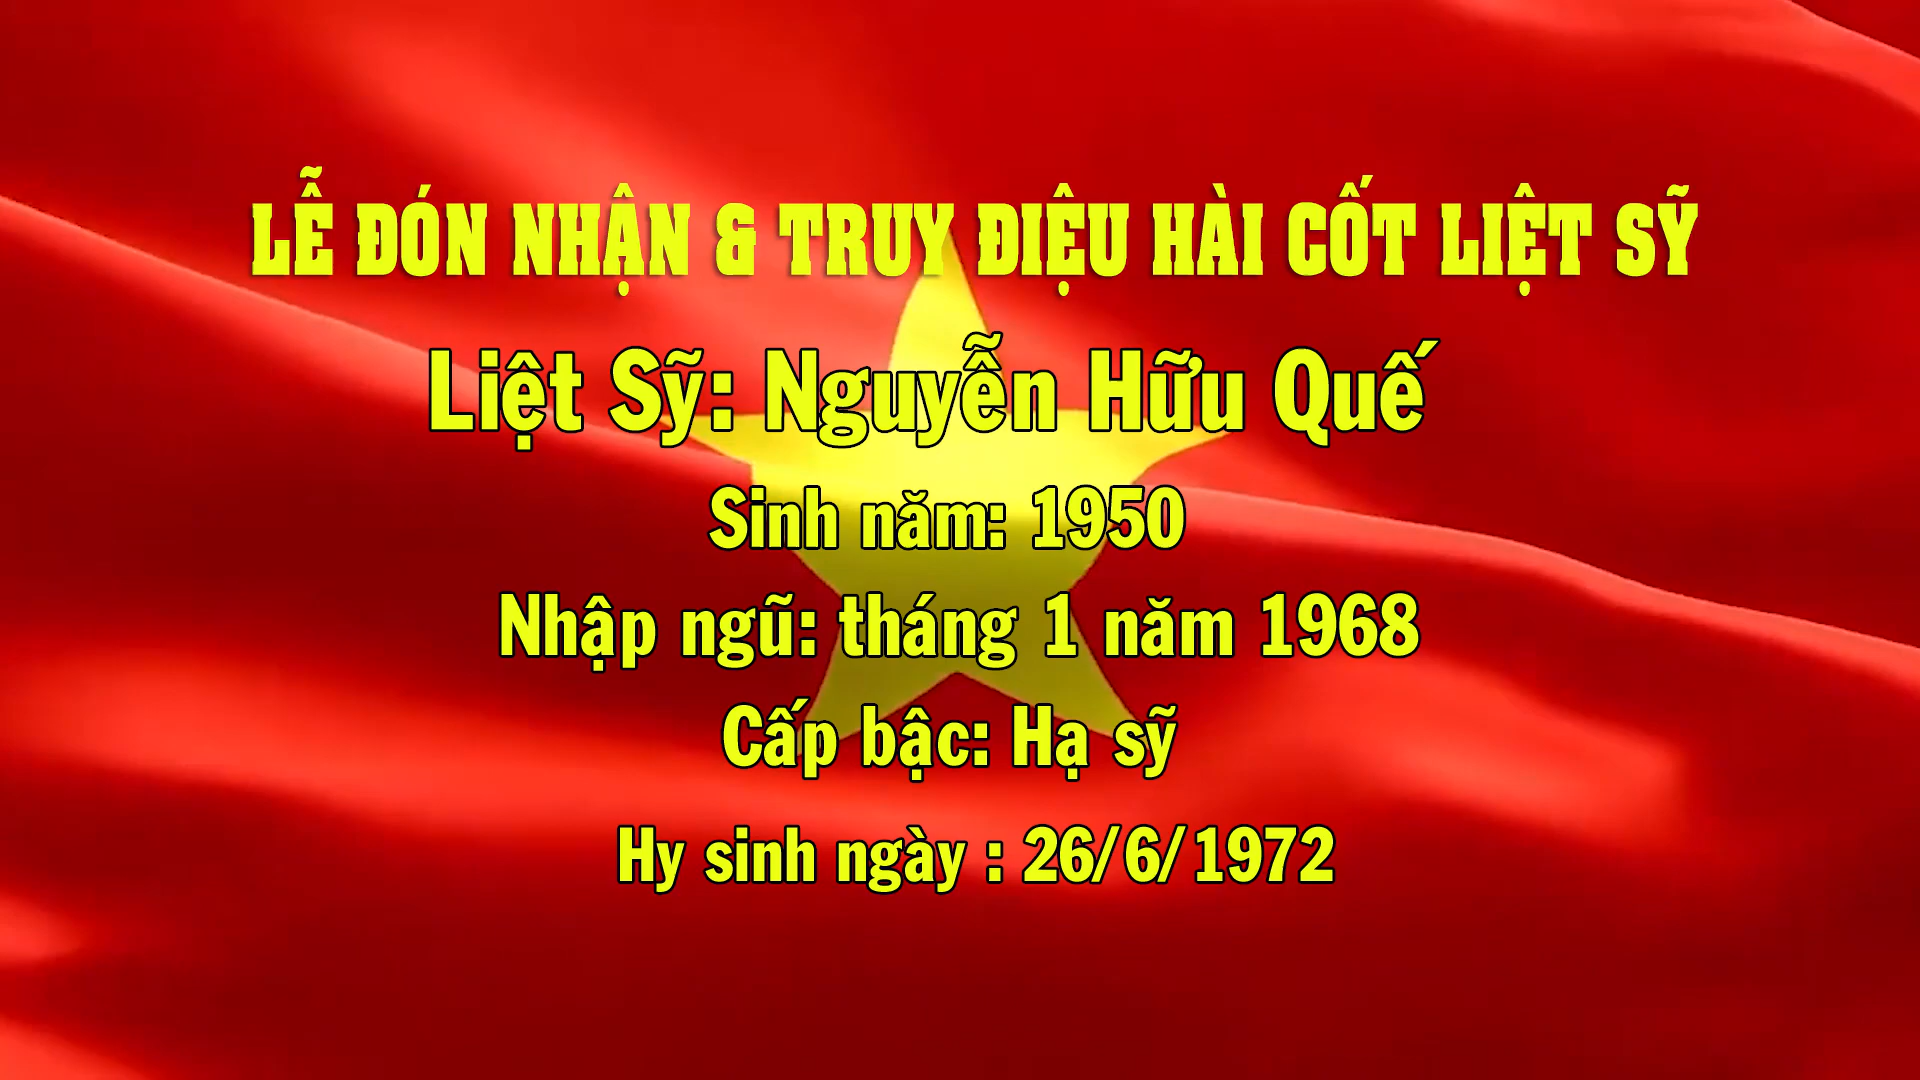 LỄ ĐÓN NHẬN & TRUY ĐIỆU HÀI CỐT LIỆT SỸ
Liệt Sỹ: Nguyễn Hữu Quế
Sinh năm: 1950
Nhập ngũ: tháng 1 năm 1968
Cấp bậc: Hạ sỹ
Hy sinh ngày : 26/6/1972